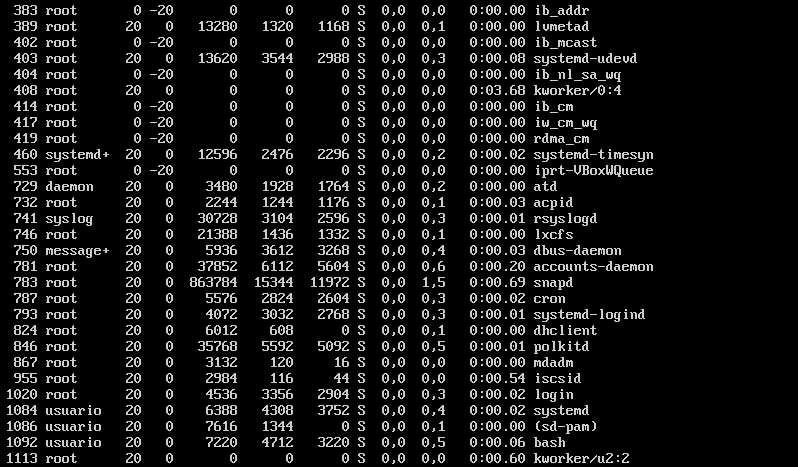 383 root 0 -20 0 0 0 S 0,0 0,0 0:00.00 ib_addr
389 root 20 0 13280 1320 1168 S 0,0 0,1 0:00.00 lvmetad
402 root 0 -20 0 0 0 S 0,0 0,0 0:00.00 ib_mcast
403 root 20 0 13620 3544 2988 S 0,0 0,3 0:00.08 systemd-udevd
404 root 0 -20 0 0 0 S 0,0 0,0 0:00.00 ib_nl_sa_wq
408 root 20 0 0 0 0 S 0,0 0,0 0:03.68 kworker/0:4
414 root 0 -20 0 0 0 S 0,0 0,0 0:00.00 ib_cm
417 root 0 -20 0 0 0 S 0,0 0,0 0:00.00 iw_cm_wq
419 root 0 -20 0 0 0 S 0,0 0,0 0:00.00 rdma_cm
460 systemd+ 20 0 12596 2476 2296 S 0,0 0,2 0:00.02 systemd-timesyn
553 root 0 -20 0 0 0 S 0,0 0,0 0:00.00 iprt-VBoxWQueue
729 daemon 20 0 3480 1928 1764 S 0,0 0,2 0:00.00 atd
732 root 20 0 2244 1244 1176 S 0,0 0,1 0:00.03 acpid
741 syslog 20 0 30728 3104 2596 S 0,0 0,3 0:00.01 rsyslogd
746 root 20 0 21388 1436 1332 S 0,0 0,1 0:00.00 lxcfs
750 message+ 20 0 5936 3612 3268 S 0,0 0,4 0:00.03 dbus-daemon
781 root 20 0 37852 6112 5604 S 0,0 0,6 0:00.20 accounts-daemon
783 root 20 0 863784 15344 11972 S 0,0 1,5 0:00.69 snapd
787 root 20 0 5576 2824 2604 S 0,0 0,3 0:00.02 cron
793 root 20 0 4072 3032 2768 S 0,0 0,3 0:00.01 systemd-logind
824 root 20 0 6012 608 0 S 0,0 0,1 0:00.00 dhclient
846 root 20 0 35768 5592 5092 S 0,0 0,5 0:00.01 polkitd
867 root 20 0 3132 120 16 S 0,0 0,0 0:00.00 mdadm
955 root 20 0 2984 116 44 S 0,0 0,0 0:00.54 iscsid
1020 root 20 0 4536 3356 2904 S 0,0 0,3 0:00.02 login
1084 usuario 20 0 6388 4308 3752 S 0,0 0,4 0:00.02 systemd
1086 usuario 20 0 7616 1344 0 S 0,0 0,1 0:00.00 (sd-pam)
1092 usuario 20 0 7220 4712 3220 S 0,0 0,5 0:00.06 bash
1113 root 20 0 0 0 0 S 0,0 0,0 0:00.60 kworker/u2:2